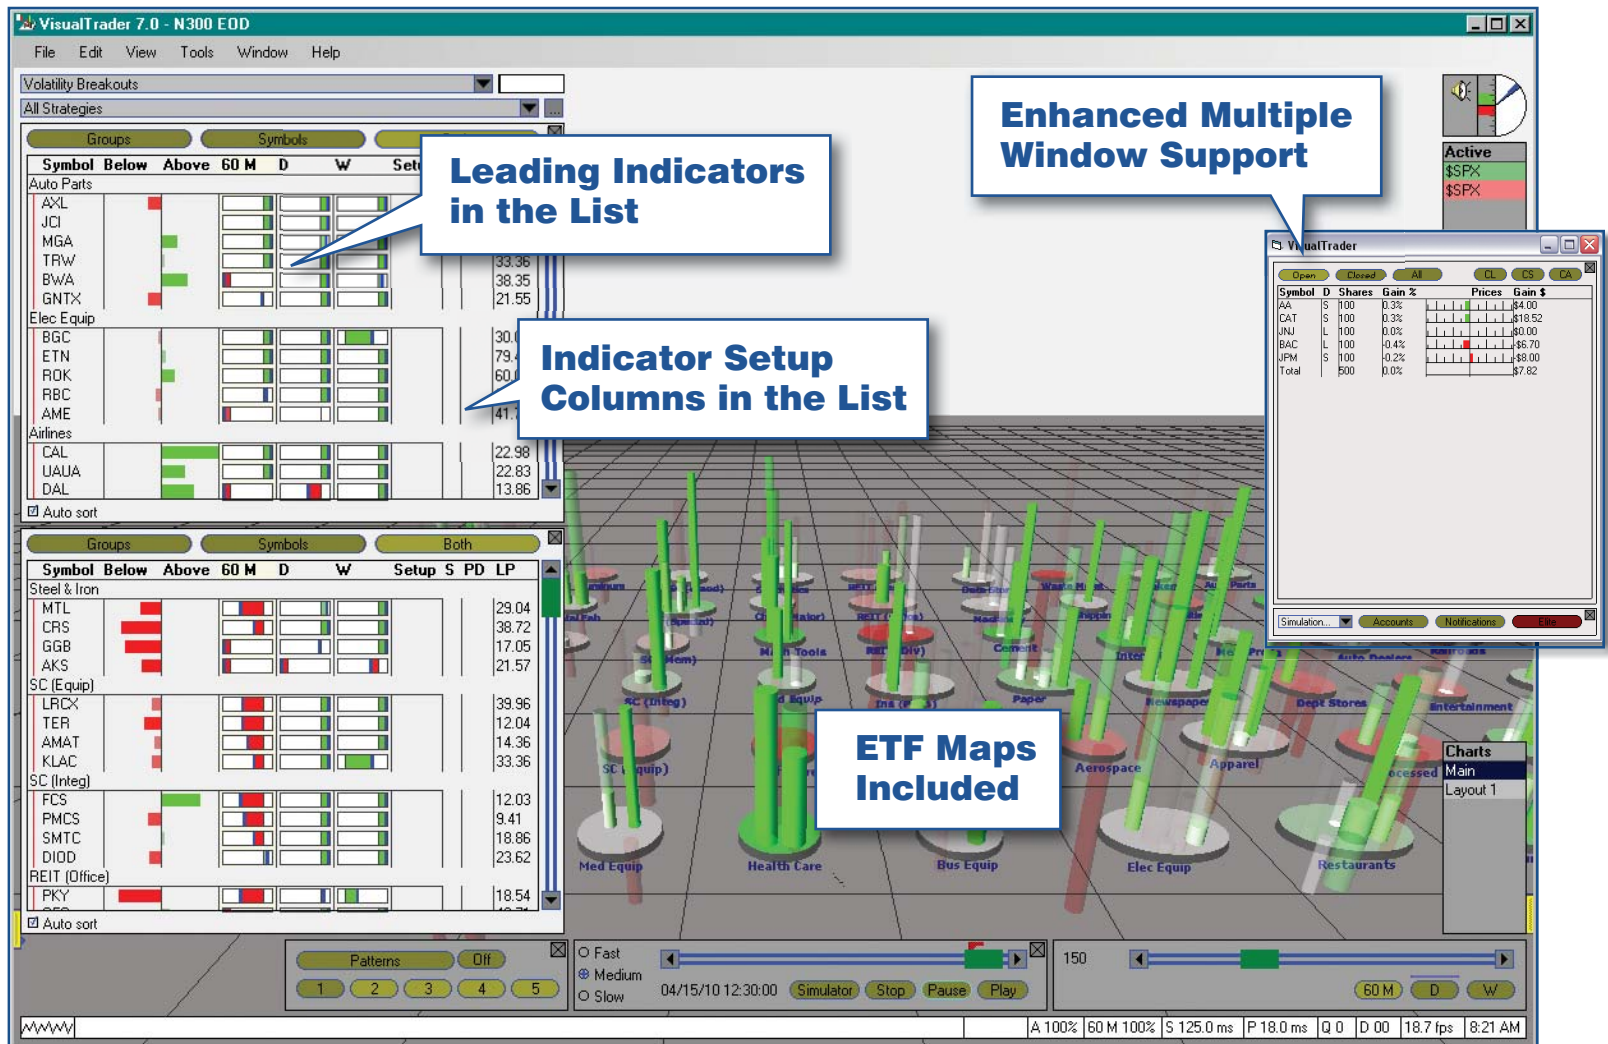 VisualTrader 7.0 - N300 EOD
File Edit View Tools Window Help
Volatility Breakouts
All Strategies
...
Groups Symbols
Symbol Below Above 60 M D W
Auto Parts
AXL
JCI
MGA
TRW 33.36
BWA 38.35
GNTX 21.55
Elec Equip
BGC
ETN
ROK
RBC
AME
Airlines
CAL 22.98
UAUA 22.83
DAL 13.86
Auto sort
Leading Indicators
in the List
Indicator Setup
Columns in the List
Enhanced Multiple
Window Support
ETF Maps
Included
Active
$SPX
$SPX
VisualTrader
Open Closed All CL CS CA
Symbol D Shares Gain % Prices Gain $
AA S 100 0.3% $4.00
CAT S 100 0.3% $18.52
JNJ L 100 0.0% $0.00
BAC L 100 -0.4% -$6.70
JPM S 100 -0.2% -$8.00
Total 500 0.0% $7.82
Simulation... Accounts Notifications Elite
Groups Symbols Both
Symbol Below Above 60 M D W Setup S PD LP
Steel & Iron
MTL 29.04
CRS 38.72
GGB 17.05
AKS 21.57
SC (Equip)
LRCX 39.96
TER 12.04
AMAT 14.36
KLAC 33.36
SC (Integ)
FCS 12.03
PMCS 9.41
SMTC 18.86
DIOD 23.62
REIT (Office)
PKY 18.54
Auto sort
Main Tools
Cement
SC (Integ)
Paper
Newspaper
Dept Stores
Entertainment
Aerospace
Apparel
Med Equip
Health Care
Bus Equip
Elec Equip
Restaurants
Charts
Main
Layout 1
Patterns Off
1 2 3 4 5
Fast
Medium
Slow
04/15/10 12:30:00 Simulator Stop Pause Play
150
60 M D W
A 100% 60 M 100% S 125.0 ms P 18.0 ms Q 0 D 00 18.7 fps 8:21 AM